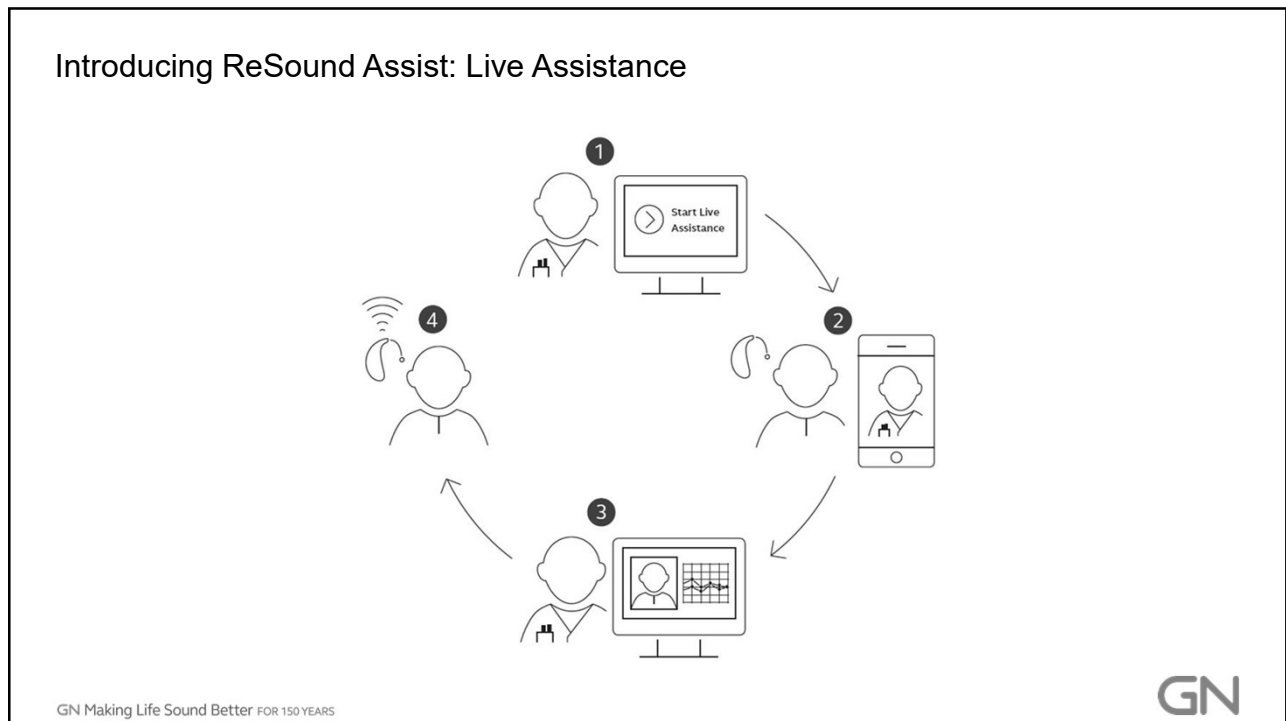 Introducing ReSound Assist: Live Assistance
1
Start Live
Assistance
4
2
3
GN Making Life Sound Better FOR 150 YEARS
GN